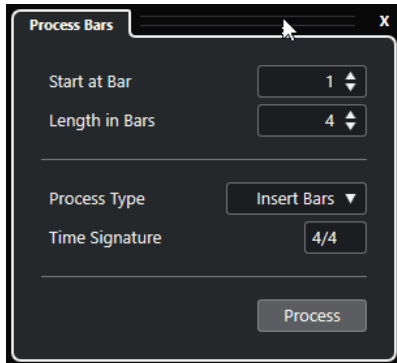 Process Bars X
Start at Bar 1
Length in Bars 4
Process Type Insert Bars
Time Signature 4/4
Process